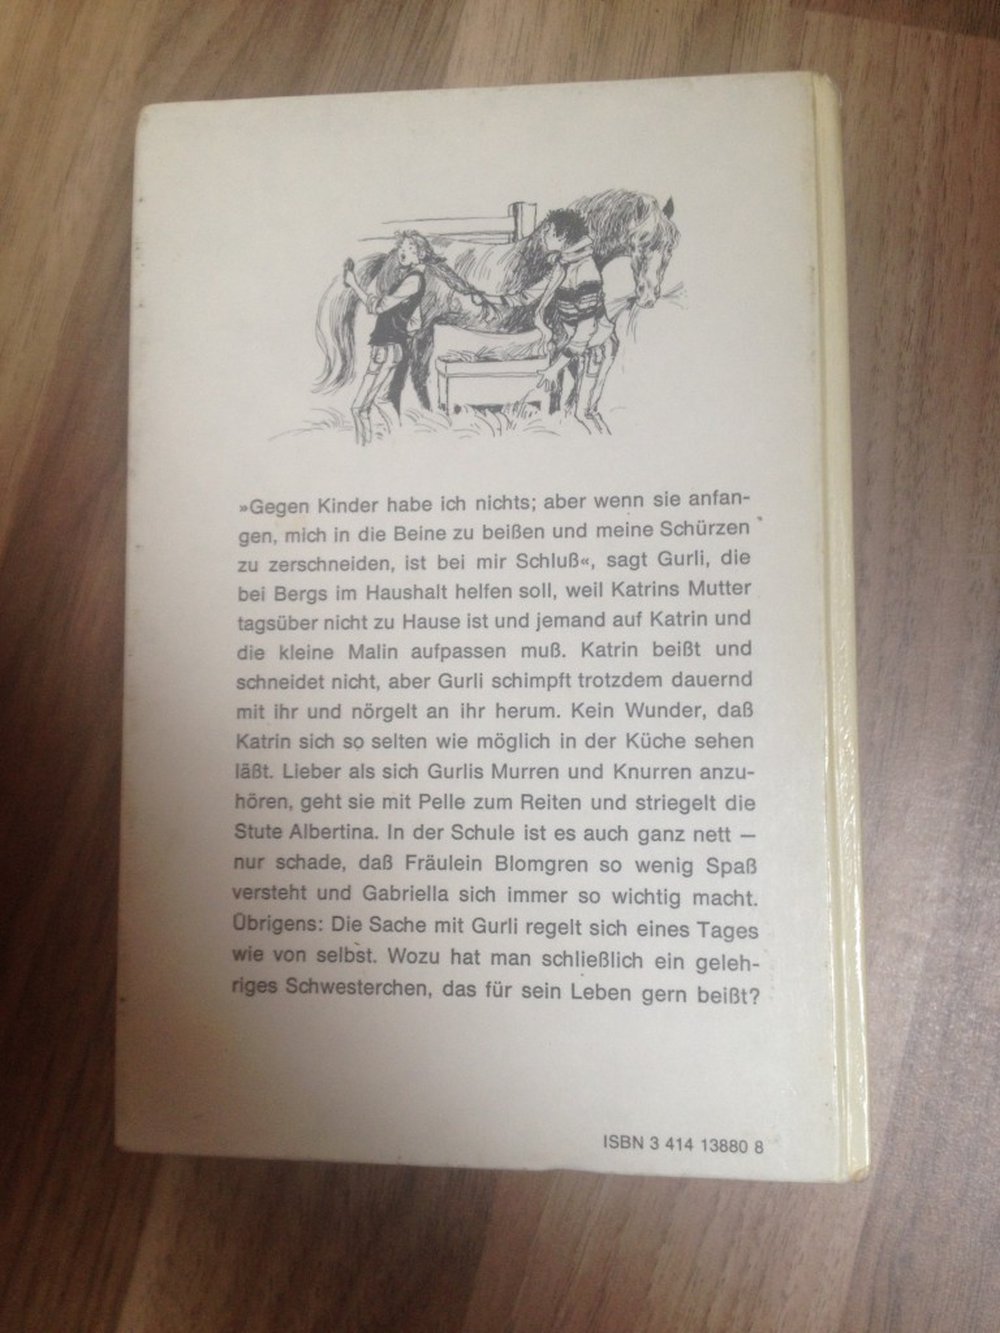 »Gegen Kinder habe ich nichts; aber wenn sie anfan-
gen, mich in die Beine zu beißen und meine Schürzen
zu zerschneiden, ist bei mir Schluß«, sagt Gurli, die
bei Bergs im Haushalt helfen soll, weil Katrins Mutter
tagsüber nicht zu Hause ist und jemand auf Katrin und
die kleine Malin aufpassen muß. Katrin beißt und
schneidet nicht, aber Gurli schimpft trotzdem dauernd
mit ihr und nörgelt an ihr herum. Kein Wunder, daß
Katrin sich so selten wie möglich in der Küche sehen
läßt. Lieber als sich Gurlis Murren und Knurren anzu-
hören, geht sie mit Pelle zum Reiten und striegelt die
Stute Albertina. In der Schule ist es auch ganz nett —
nur schade, daß Fräulein Blomgren so wenig Spaß
versteht und Gabriella sich immer so wichtig macht.
Übrigens: Die Sache mit Gurli regelt sich eines Tages
wie von selbst. Wozu hat man schließlich ein geleh-
riges Schwesterchen, das für sein Leben gern beißt?
ISBN 3 414 13880 8